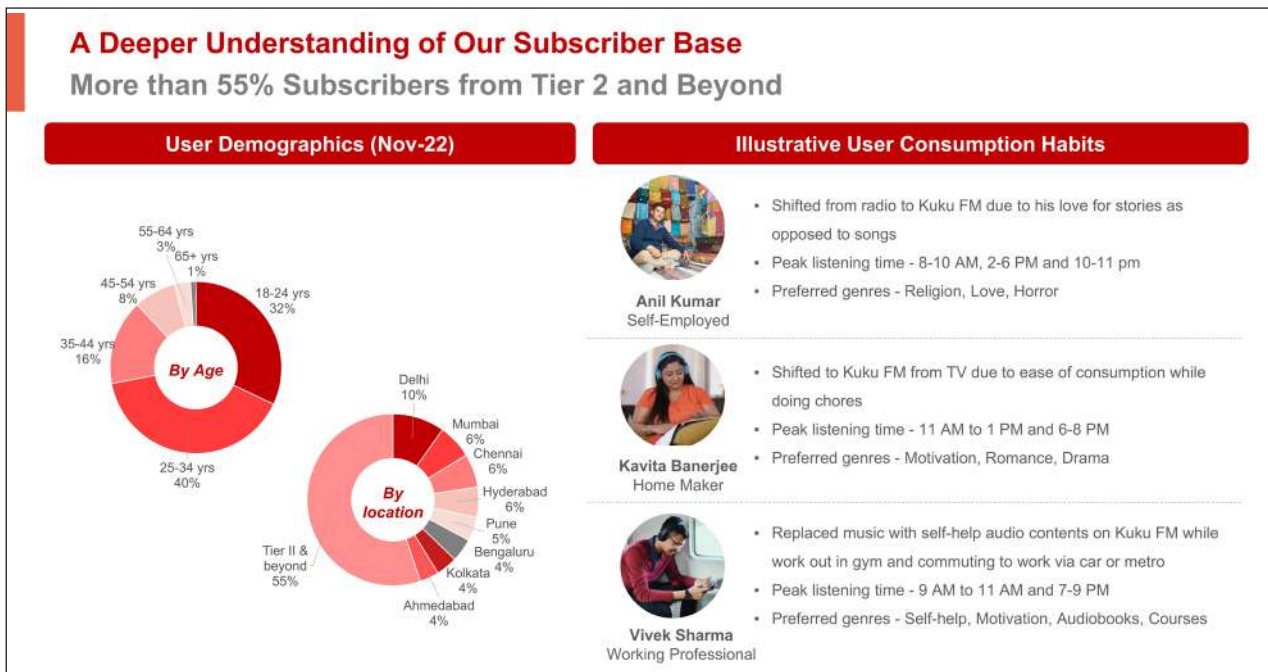 A Deeper Understanding of Our Subscriber Base
More than 55% Subscribers from Tier 2 and Beyond
User Demographics (Nov-22)
55-64 yrs
3%
65+ yrs
1%
45-54 yrs
8%
18-24 yrs
32%
35-44 yrs
16%
By Age
25-34 yrs
40%
Delhi
10%
Mumbai
6%
Chennai
6%
Hyderabad
6%
By
location
Pune
5%
Bengaluru
4%
Kolkata
4%
Ahmedabad
4%
Tier II &
beyond
55%
Illustrative User Consumption Habits
Anil Kumar
Self-Employed
▪ Shifted from radio to Kuku FM due to his love for stories as
opposed to songs
▪ Peak listening time - 8-10 AM, 2-6 PM and 10-11 pm
▪ Preferred genres - Religion, Love, Horror
Kavita Banerjee
Home Maker
▪ Shifted to Kuku FM from TV due to ease of consumption while
doing chores
▪ Peak listening time - 11 AM to 1 PM and 6-8 PM
▪ Preferred genres - Motivation, Romance, Drama
Vivek Sharma
Working Professional
▪ Replaced music with self-help audio contents on Kuku FM while
work out in gym and commuting to work via car or metro
▪ Peak listening time - 9 AM to 11 AM and 7-9 PM
▪ Preferred genres - Self-help, Motivation, Audiobooks, Courses